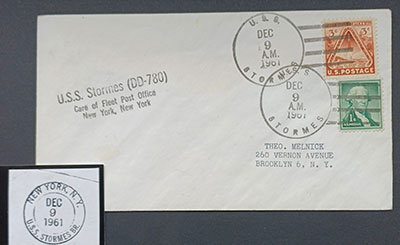 U.S.S. Stormes (DD-780)
Care of Fleet Post Office
New York, New York
U. S. S.
DEC
9
A.M.
1961
STORMES
3¢
U.S. POSTAGE
S.
DEC
9
A.M.
1961
STORMES
1¢
THEO. MELNICK
260 VERNON AVENUE
BROOKLYN 6, N. Y.
NEW YORK, N.Y.
DEC
9
1961
U.S.S. STORMES BR.